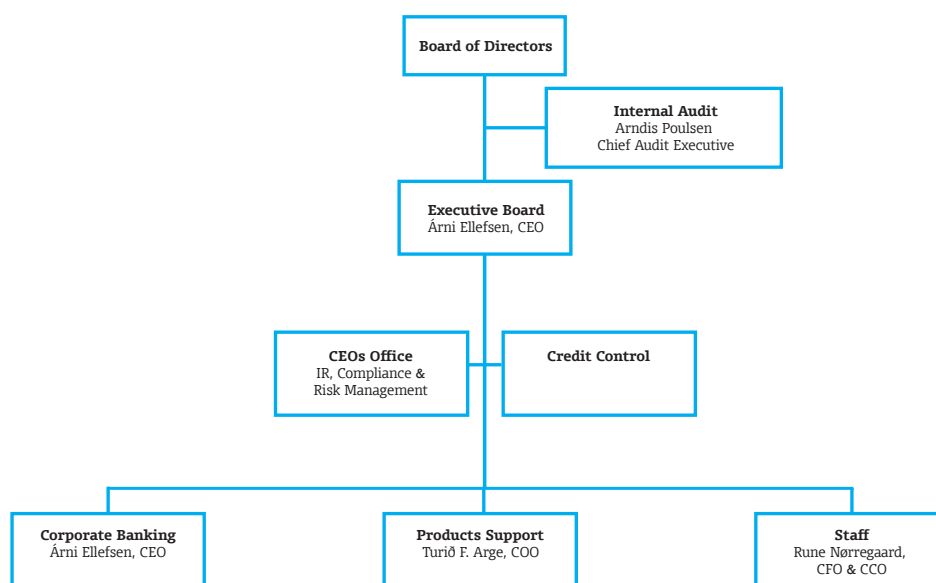 Board of Directors
Internal Audit
Arndis Poulsen
Chief Audit Executive
Executive Board
Árni Ellefsen, CEO
CEOs Office
IR, Compliance &
Risk Management
Credit Control
Corporate Banking
Árni Ellefsen, CEO
Products Support
Turið F. Arge, COO
Staff
Rune Nørregaard,
CFO & CCO